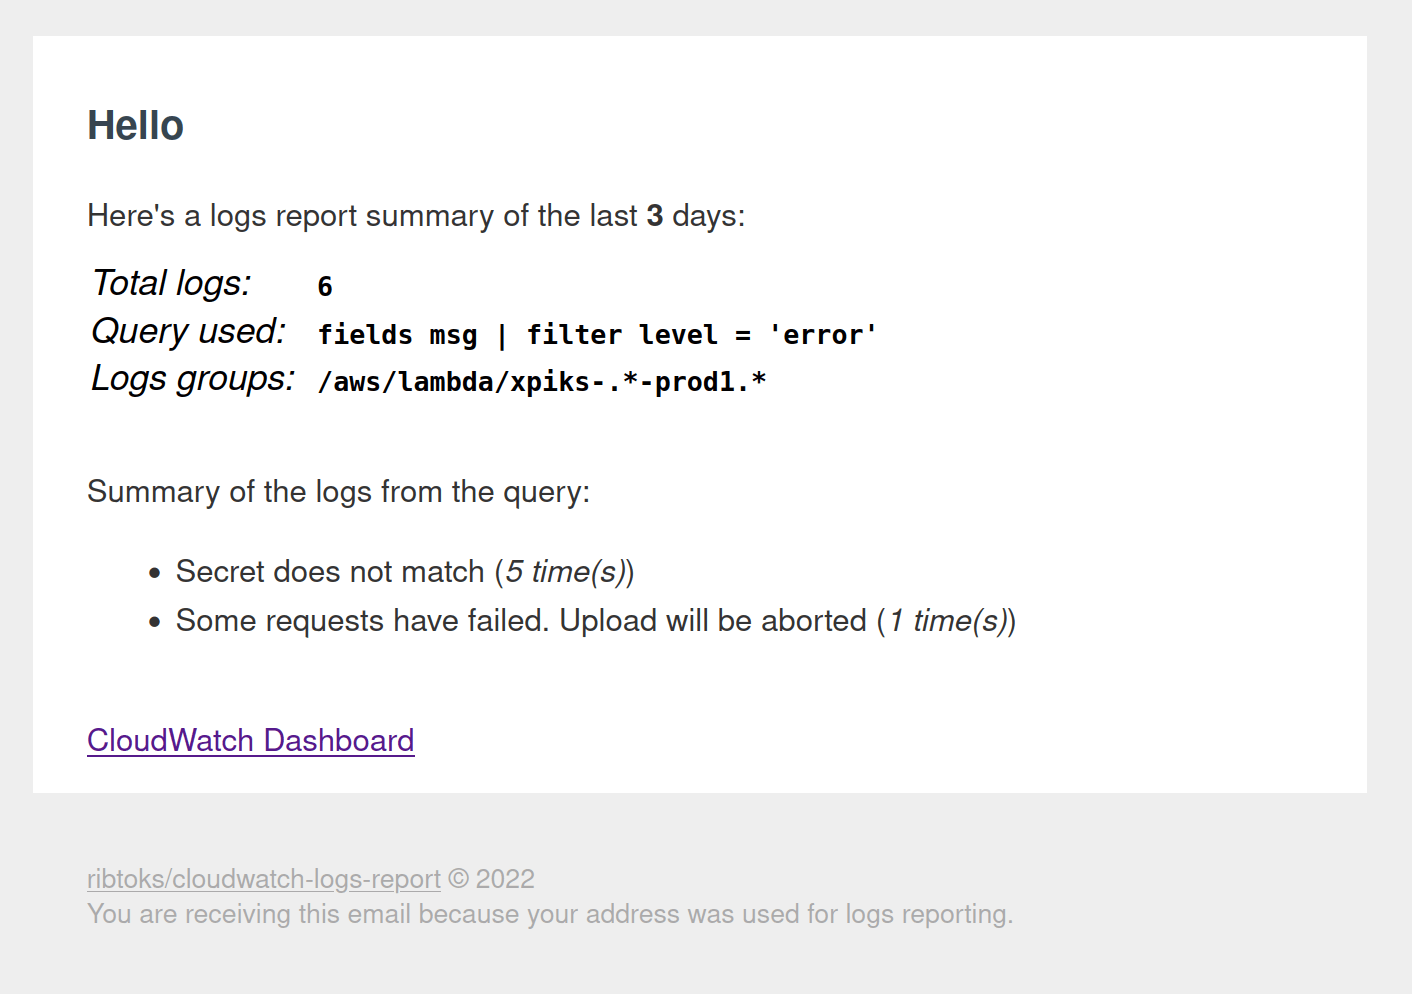 Hello
Here's a logs report summary of the last 3 days:
Total logs: 6
Query used: fields msg | filter level = 'error'
Logs groups: /aws/lambda/xpiks-.*-prod1.*
Summary of the logs from the query:
• Secret does not match (5 time(s))
• Some requests have failed. Upload will be aborted (1 time(s))
CloudWatch Dashboard
ribtoks/cloudwatch-logs-report © 2022
You are receiving this email because your address was used for logs reporting.